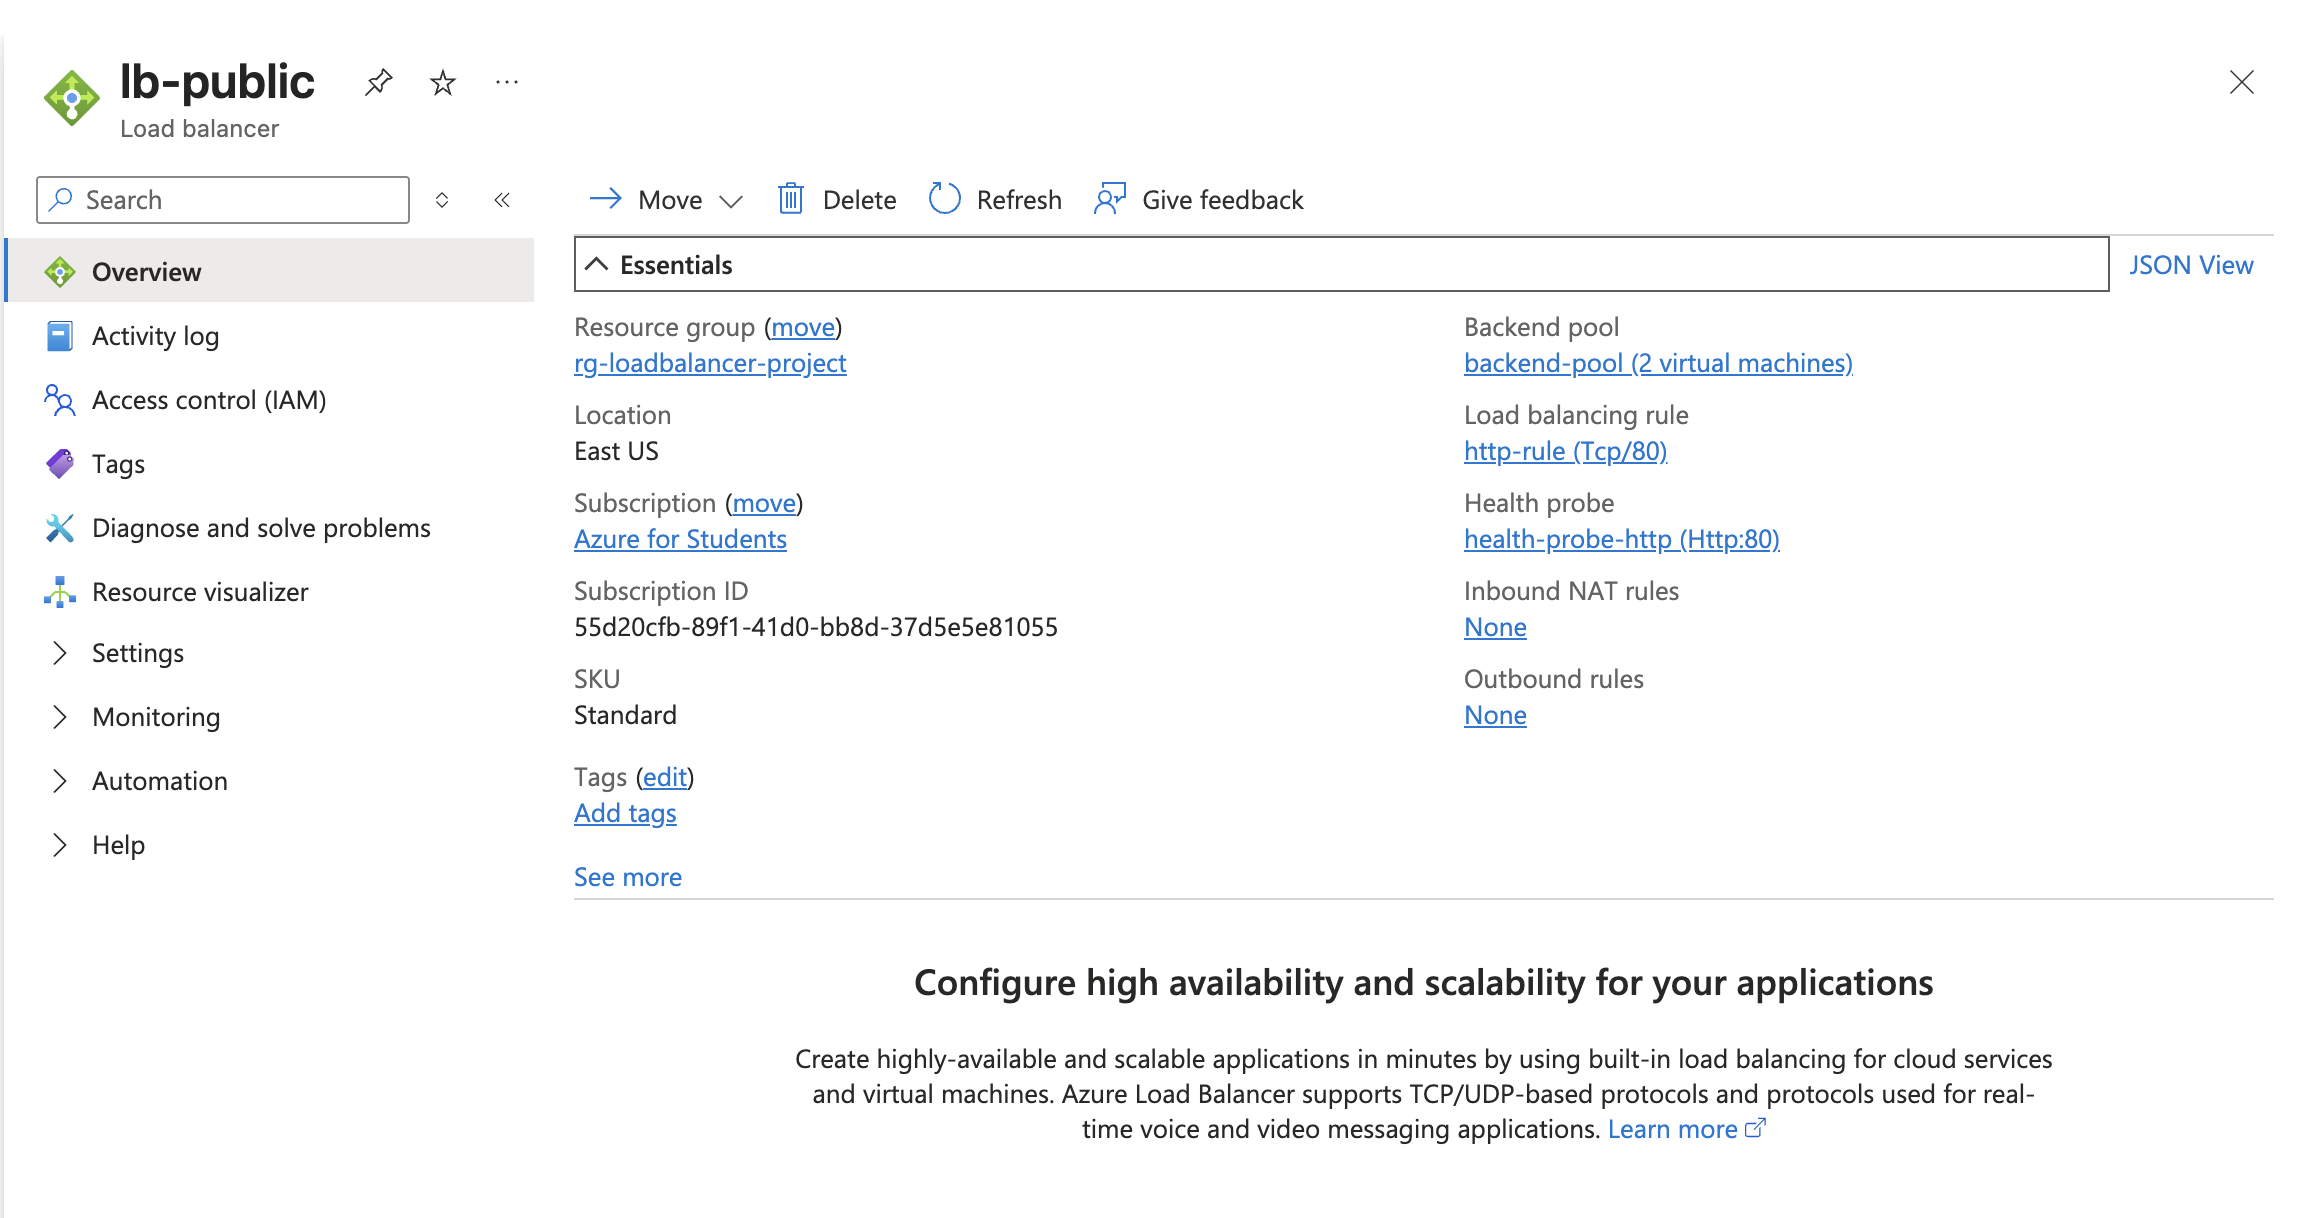 lb-public
Load balancer
Search
Move
Delete
Refresh
Give feedback
Overview
Activity log
Access control (IAM)
Tags
Diagnose and solve problems
Resource visualizer
Settings
Monitoring
Automation
Help
Essentials
JSON View
Resource group (move)
rg-loadbalancer-project
Location
East US
Subscription (move)
Azure for Students
Subscription ID
55d20cfb-89f1-41d0-bb8d-37d5e5e81055
SKU
Standard
Tags (edit)
Add tags
See more
Backend pool
backend-pool (2 virtual machines)
Load balancing rule
http-rule (Tcp/80)
Health probe
health-probe-http (Http:80)
Inbound NAT rules
None
Outbound rules
None
Configure high availability and scalability for your applications
Create highly-available and scalable applications in minutes by using built-in load balancing for cloud services
and virtual machines. Azure Load Balancer supports TCP/UDP-based protocols and protocols used for real-
time voice and video messaging applications. Learn more